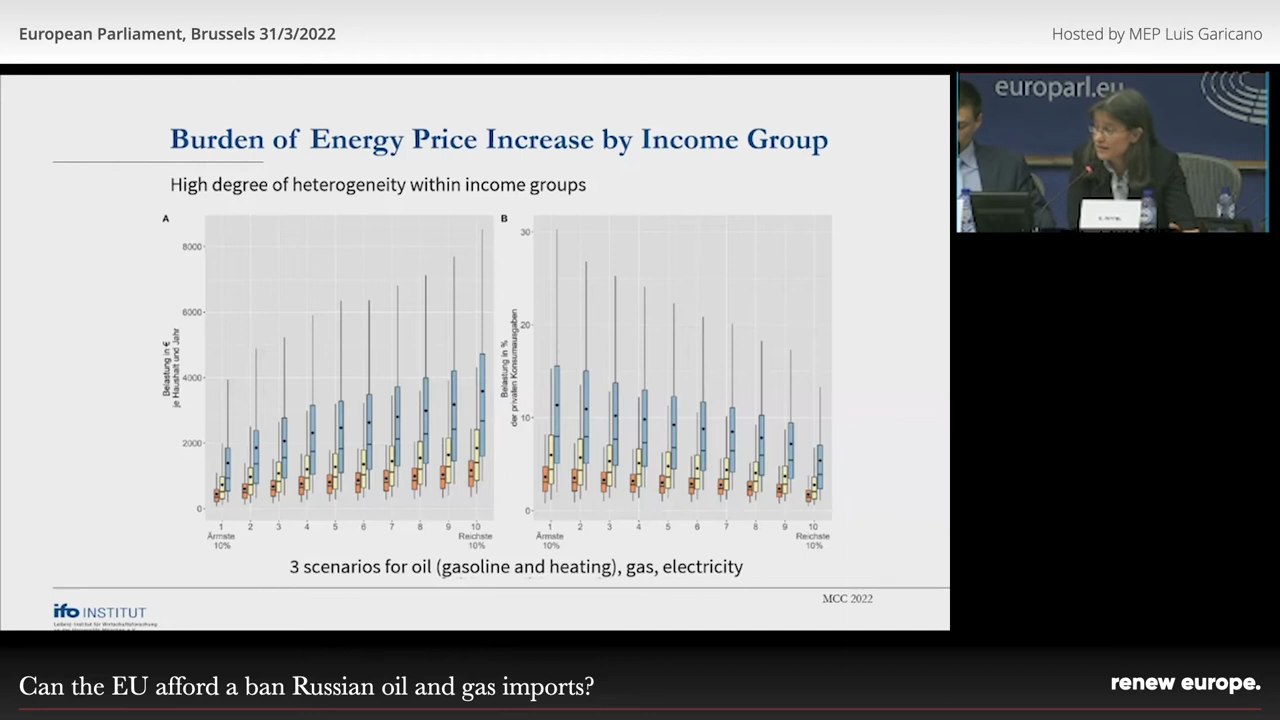 European Parliament, Brussels 31/3/2022
Hosted by MEP Luis Garicano
europarl.eu
Burden of Energy Price Increase by Income Group
High degree of heterogeneity within income groups
A
B
8000
6000
4000
2000
0
Belastung in €
je Haushalt und Jahr
1 2 3 4 5 6 7 8 9 10
Ärmste
10%
Reichste
10%
30
20
10
0
Belastung in %
der privaten Konsumausgaben
1 2 3 4 5 6 7 8 9 10
Ärmste
10%
Reichste
10%
3 scenarios for oil (gasoline and heating), gas, electricity
MCC 2022
ifo INSTITUT
Leibniz-Institut für Wirtschaftsforschung
Can the EU afford a ban Russian oil and gas imports?
renew europe.